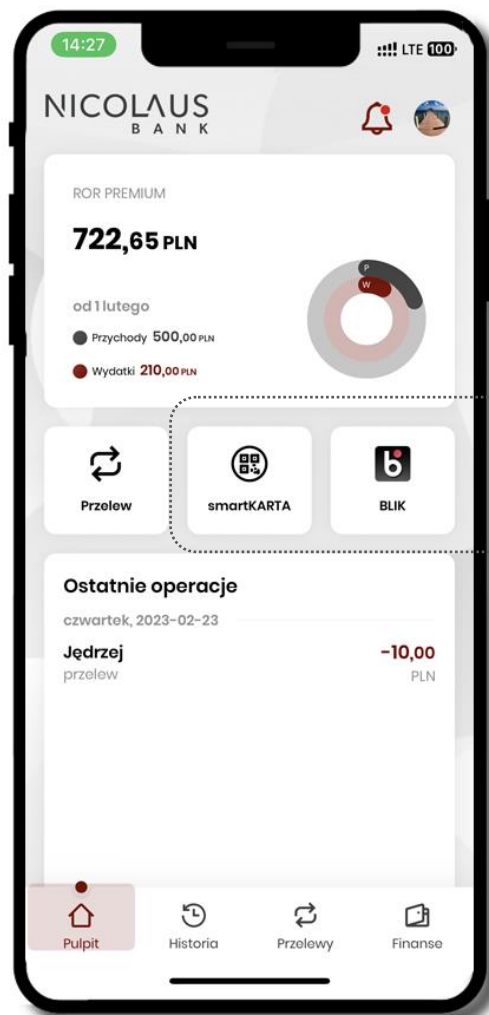 14:27
LTE 100
NICOLAUS
BANK
ROR PREMIUM
722,65 PLN
od 1 lutego
Przychody 500,00 PLN
Wydatki 210,00 PLN
P
W
Przelew
smartKARTA
BLIK
Ostatnie operacje
czwartek, 2023-02-23
Jędrzej -10,00
przelew PLN
Pulpit Historia Przelewy Finanse